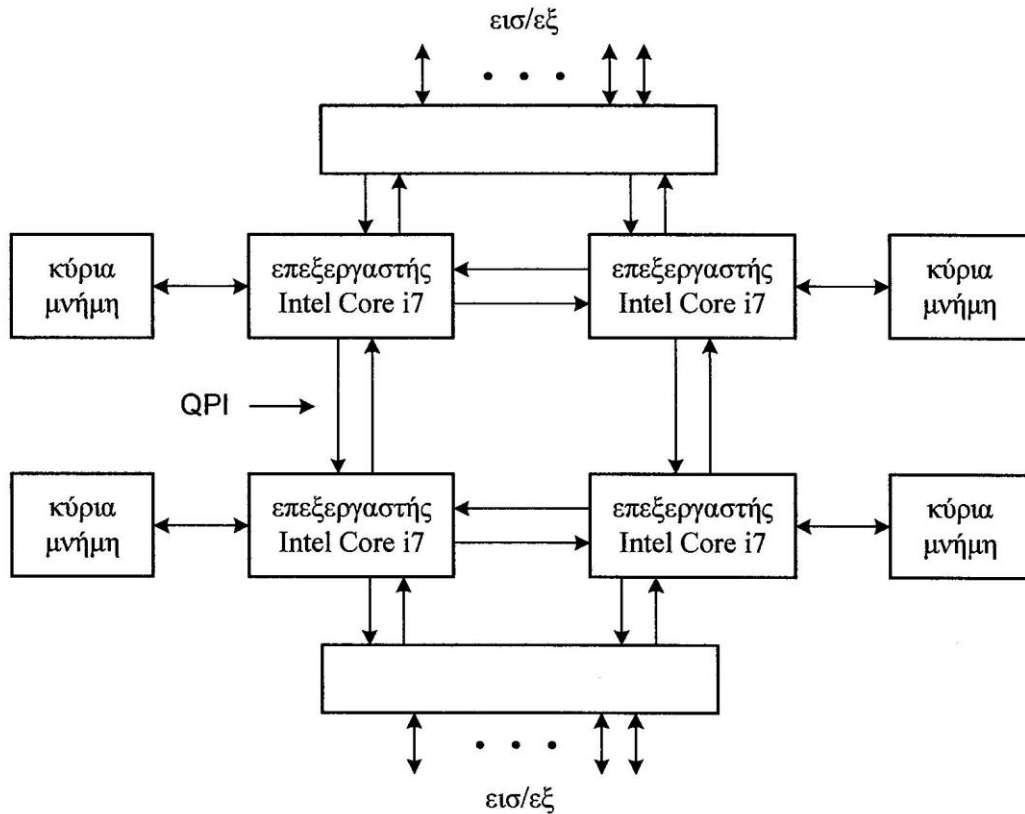 εισ/εξ
κύρια
μνήμη
επεξεργαστής
Intel Core i7
επεξεργαστής
Intel Core i7
κύρια
μνήμη
QPI
κύρια
μνήμη
επεξεργαστής
Intel Core i7
επεξεργαστής
Intel Core i7
κύρια
μνήμη
εισ/εξ